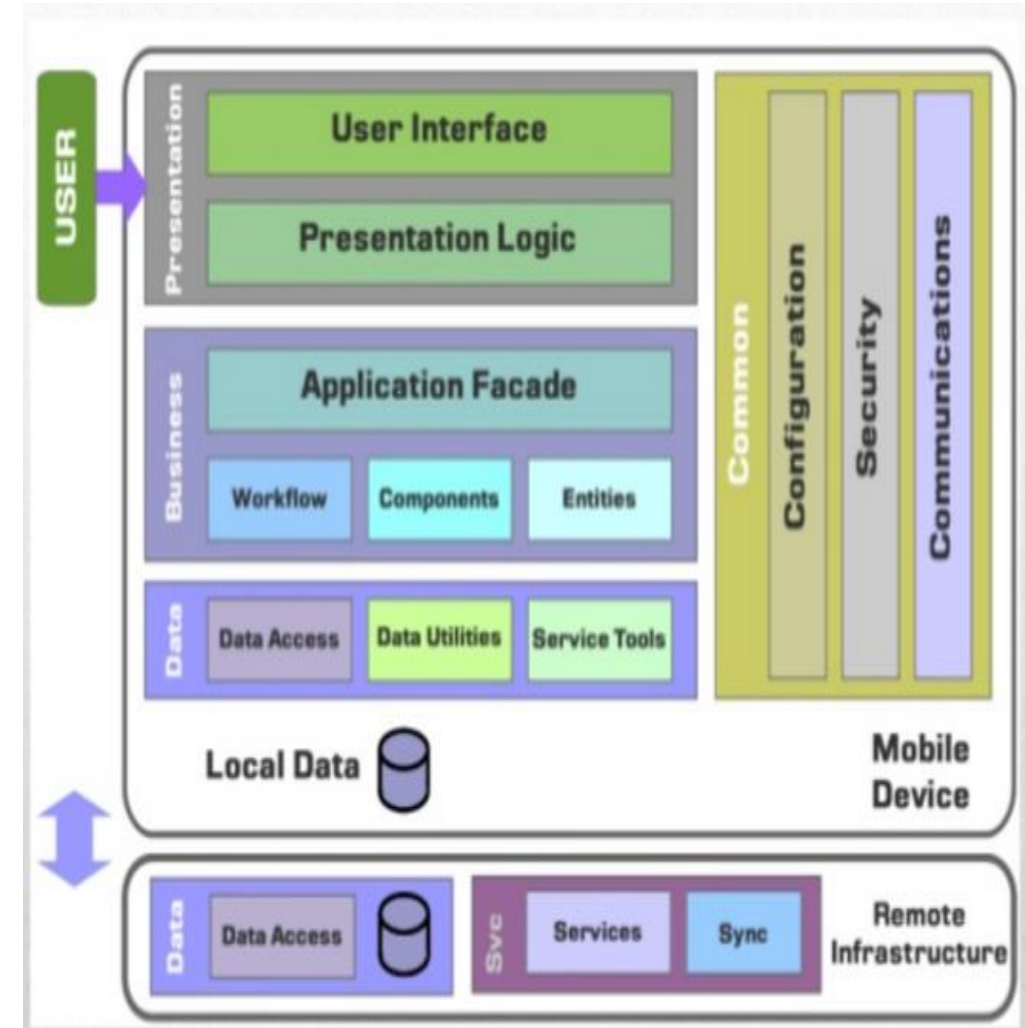 USER
Presentation
User Interface
Presentation Logic
Business
Application Facade
Workflow
Components
Entities
Data
Data Access
Data Utilities
Service Tools
Common
Configuration
Security
Communications
Local Data
Mobile
Device
Data
Data Access
Svc
Services
Sync
Remote
Infrastructure